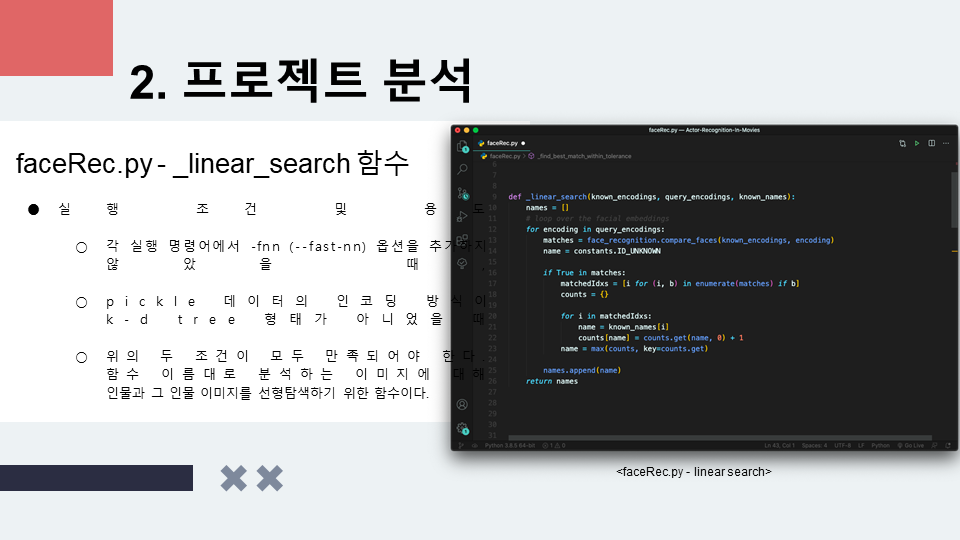 2. 프로젝트 분석
faceRec.py - _linear_search 함수
● 실 행 조 건 및 용 도
○ 각 실행 명령어에서 -fnn (--fast-nn) 옵션을 추가하지
않 았 을 때 .
○ pickle 데이터의 인코딩 방식이
k-d tree 형태가 아니었을 때
○ 위의 두 조건이 모두 만족되어야 한다.
함수 이름대로 분석하는 이미지에 대해
인물과 그 인물 이미지를 선형탐색하기 위한 함수이다.
faceRec.py — Actor-Recognition-In-Movies
faceRec.py ●
faceRec.py > _find_best_match_within_tolerance
6
7
8
9 def _linear_search(known_encodings, query_encodings, known_names):
10 names = []
11 # loop over the facial embeddings
12 for encoding in query_encodings:
13 matches = face_recognition.compare_faces(known_encodings, encoding)
14 name = constants.ID_UNKNOWN
15
16 if True in matches:
17 matchedIdxs = [i for (i, b) in enumerate(matches) if b]
18 counts = {}
19
20 for i in matchedIdxs:
21 name = known_names[i]
22 counts[name] = counts.get(name, 0) + 1
23 name = max(counts, key=counts.get)
24
25 names.append(name)
26 return names
27
28
29
30
31
Python 3.8.5 64-bit 1 0 Ln 43, Col 1 Spaces: 4 UTF-8 LF Python Go Live
<faceRec.py - linear search>